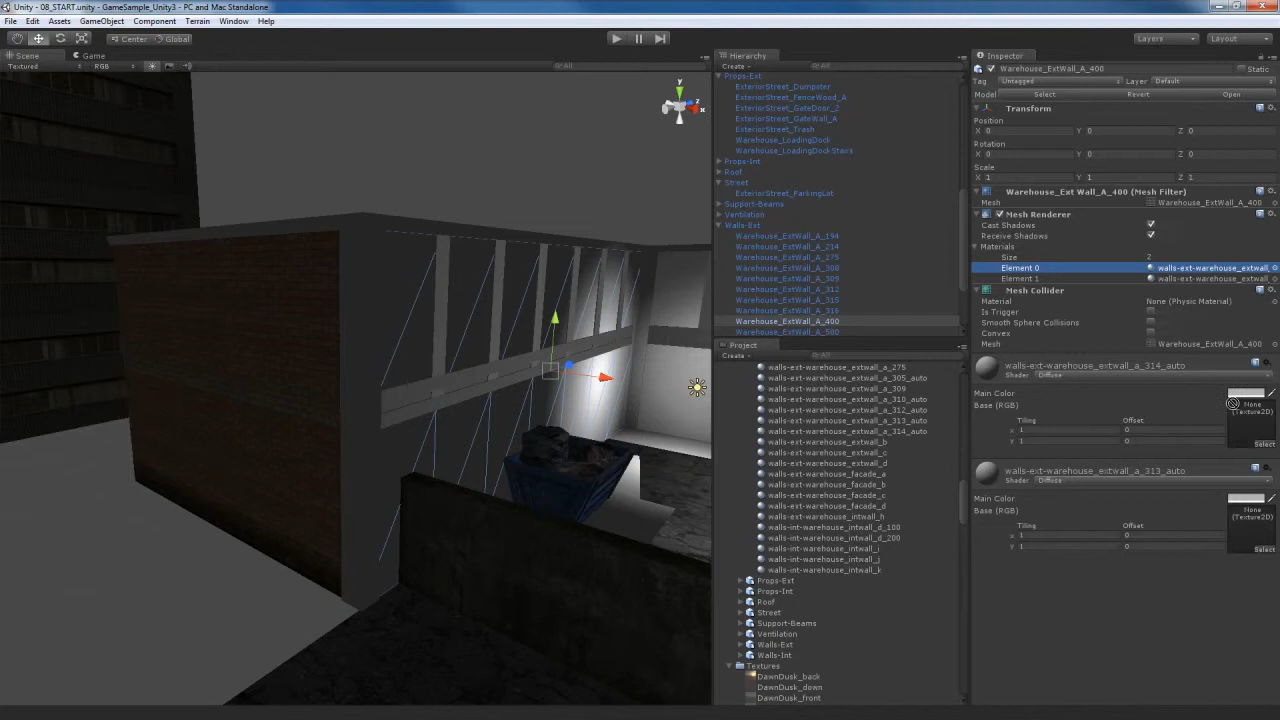 Unity - 08_START.unity - GameSample_Unity3 - PC and Mac Standalone
File Edit Assets GameObject Component Terrain Window Help
Center Global
Layers Layout
Scene Game
Textured RGB All
y
z
x
Hierarchy
Create All
Props-Ext
ExteriorStreet_Dumpster
ExteriorStreet_FenceWood_A
ExteriorStreet_GateDoor_2
ExteriorStreet_GateWall_A
ExteriorStreet_Trash
Warehouse_LoadingDock
Warehouse_LoadingDockStairs
Props-Int
Roof
Street
ExteriorStreet_ParkingLot
Support-Beams
Ventilation
Walls-Ext
Warehouse_ExtWall_A_194
Warehouse_ExtWall_A_214
Warehouse_ExtWall_A_275
Warehouse_ExtWall_A_308
Warehouse_ExtWall_A_309
Warehouse_ExtWall_A_312
Warehouse_ExtWall_A_315
Warehouse_ExtWall_A_316
Warehouse_ExtWall_A_400
Warehouse_ExtWall_A_500
Project
Create All
walls-ext-warehouse_extwall_a_275
walls-ext-warehouse_extwall_a_305_auto
walls-ext-warehouse_extwall_a_309
walls-ext-warehouse_extwall_a_310_auto
walls-ext-warehouse_extwall_a_312_auto
walls-ext-warehouse_extwall_a_313_auto
walls-ext-warehouse_extwall_a_314_auto
walls-ext-warehouse_extwall_b
walls-ext-warehouse_extwall_c
walls-ext-warehouse_extwall_d
walls-ext-warehouse_facade_a
walls-ext-warehouse_facade_b
walls-ext-warehouse_facade_c
walls-ext-warehouse_facade_d
walls-ext-warehouse_intwall_h
walls-int-warehouse_intwall_d_100
walls-int-warehouse_intwall_d_200
walls-int-warehouse_intwall_i
walls-int-warehouse_intwall_j
walls-int-warehouse_intwall_k
Props-Ext
Props-Int
Roof
Street
Support-Beams
Ventilation
Walls-Ext
Walls-Int
Textures
DawnDusk_back
DawnDusk_down
DawnDusk_front
Inspector
Warehouse_ExtWall_A_400 Static
Tag Untagged Layer Default
Model Select Revert Open
Transform
Position
X 0 Y 0 Z 0
Rotation
X 0 Y 0 Z 0
Scale
X 1 Y 1 Z 1
Warehouse_Ext Wall_A_400 (Mesh Filter)
Mesh Warehouse_ExtWall_A_400
Mesh Renderer
Cast Shadows
Receive Shadows
Materials
Size 2
Element 0 walls-ext-warehouse_extwall_
Element 1 walls-ext-warehouse_extwall_
Mesh Collider
Material None (Physic Material)
Is Trigger
Smooth Sphere Collisions
Convex
Mesh Warehouse_ExtWall_A_400
walls-ext-warehouse_extwall_a_314_auto
Shader Diffuse
Main Color
Base (RGB) None
(Texture2D)
Tiling Offset
x 1 0
y 1 0
Select
walls-ext-warehouse_extwall_a_313_auto
Shader Diffuse
Main Color
Base (RGB) None
(Texture2D)
Tiling Offset
x 1 0
y 1 0
Select